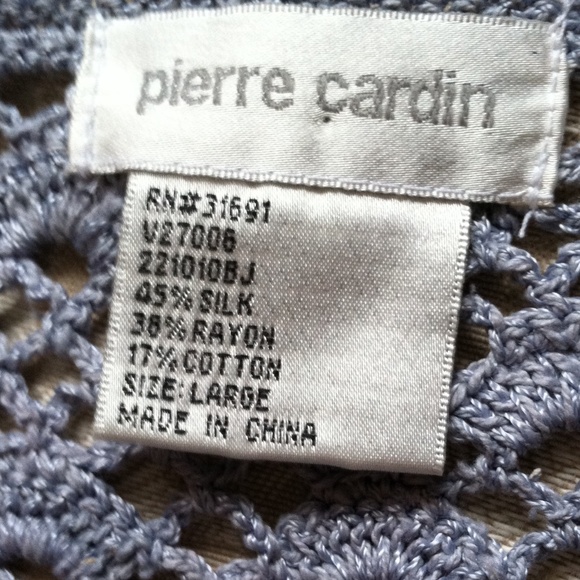 pierre cardin
RN#31691
V27006
221010BJ
45% SILK
38% RAYON
17% COTTON
SIZE: LARGE
MADE IN CHINA